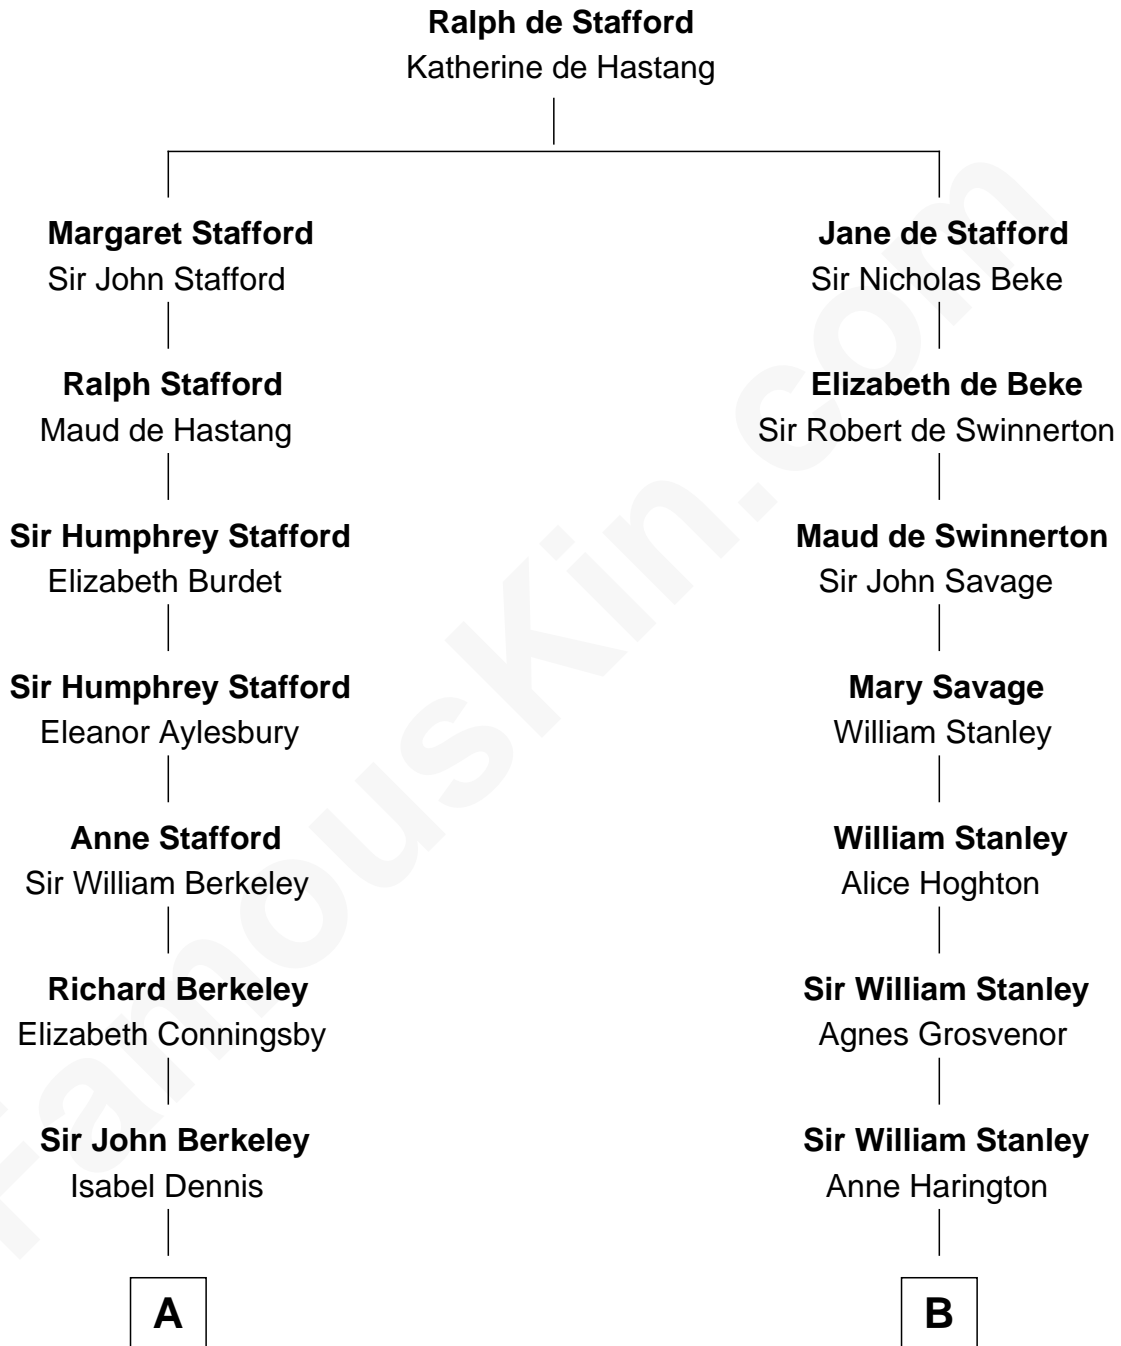 Ralph de Stafford
Katherine de Hastang
Margaret Stafford
Sir John Stafford
Jane de Stafford
Sir Nicholas Beke
Ralph Stafford
Maud de Hastang
Elizabeth de Beke
Sir Robert de Swinnerton
Sir Humphrey Stafford
Elizabeth Burdet
Maud de Swinnerton
Sir John Savage
Sir Humphrey Stafford
Eleanor Aylesbury
Mary Savage
William Stanley
Anne Stafford
Sir William Berkeley
William Stanley
Alice Hoghton
Richard Berkeley
Elizabeth Conningsby
Sir William Stanley
Agnes Grosvenor
Sir John Berkeley
Isabel Dennis
Sir William Stanley
Anne Harington
A
B
FamousKin.com